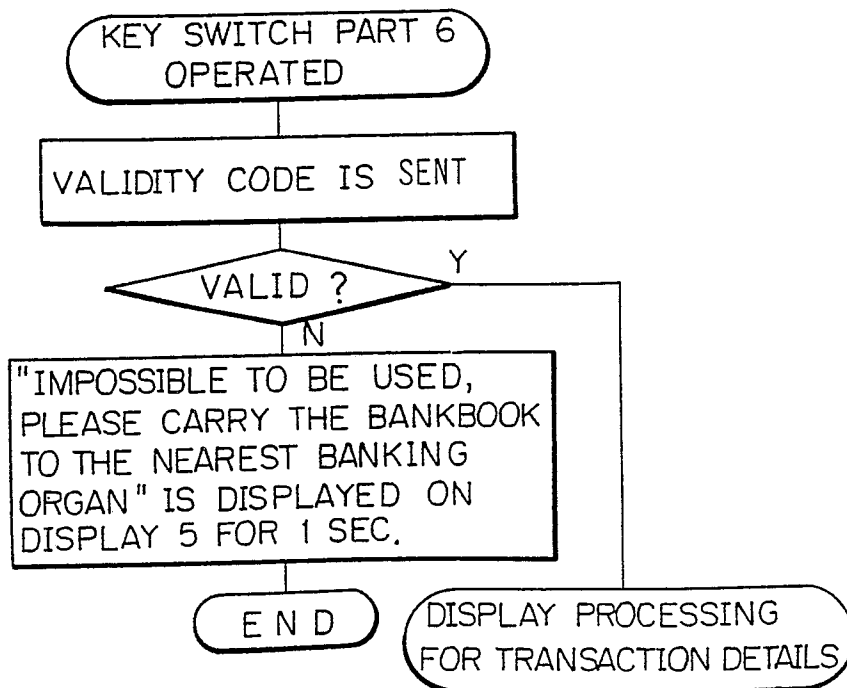 KEY SWITCH PART 6
OPERATED
VALIDITY CODE IS SENT
VALID ?
Y
N
"IMPOSSIBLE TO BE USED,
PLEASE CARRY THE BANKBOOK
TO THE NEAREST BANKING
ORGAN" IS DISPLAYED ON
DISPLAY 5 FOR 1 SEC.
END
DISPLAY PROCESSING
FOR TRANSACTION DETAILS